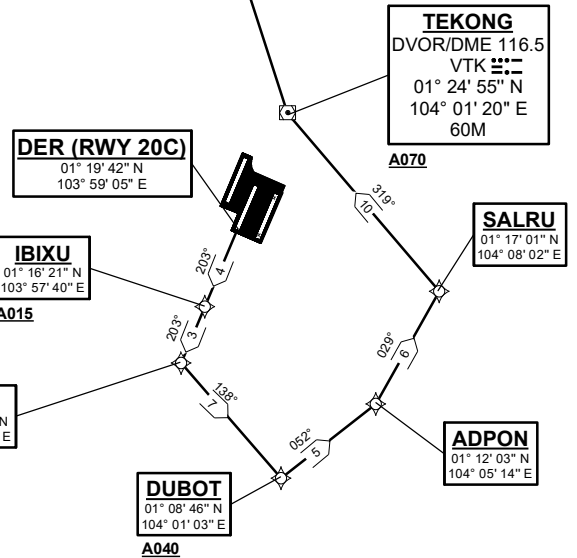 TEKONG
DVOR/DME 116.5
VTK
01° 24' 55" N
104° 01' 20" E
60M
A070
DER (RWY 20C)
01° 19' 42" N
103° 59' 05" E
319°
10
SALRU
01° 17' 01" N
104° 08' 02" E
203°
4
IBIXU
01° 16' 21" N
103° 57' 40" E
A015
203°
3
029°
6
N
E
138°
7
052°
5
ADPON
01° 12' 03" N
104° 05' 14" E
DUBOT
01° 08' 46" N
104° 01' 03" E
A040